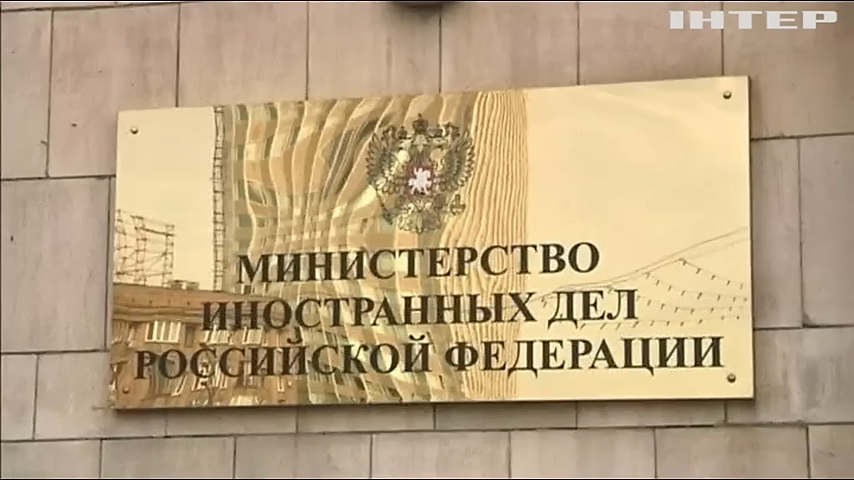 ІНТЕР
МИНИСТЕРСТВО
ИНОСТРАННЫХ ДЕЛ
РОССИЙСКОЙ ФЕДЕРАЦИИ